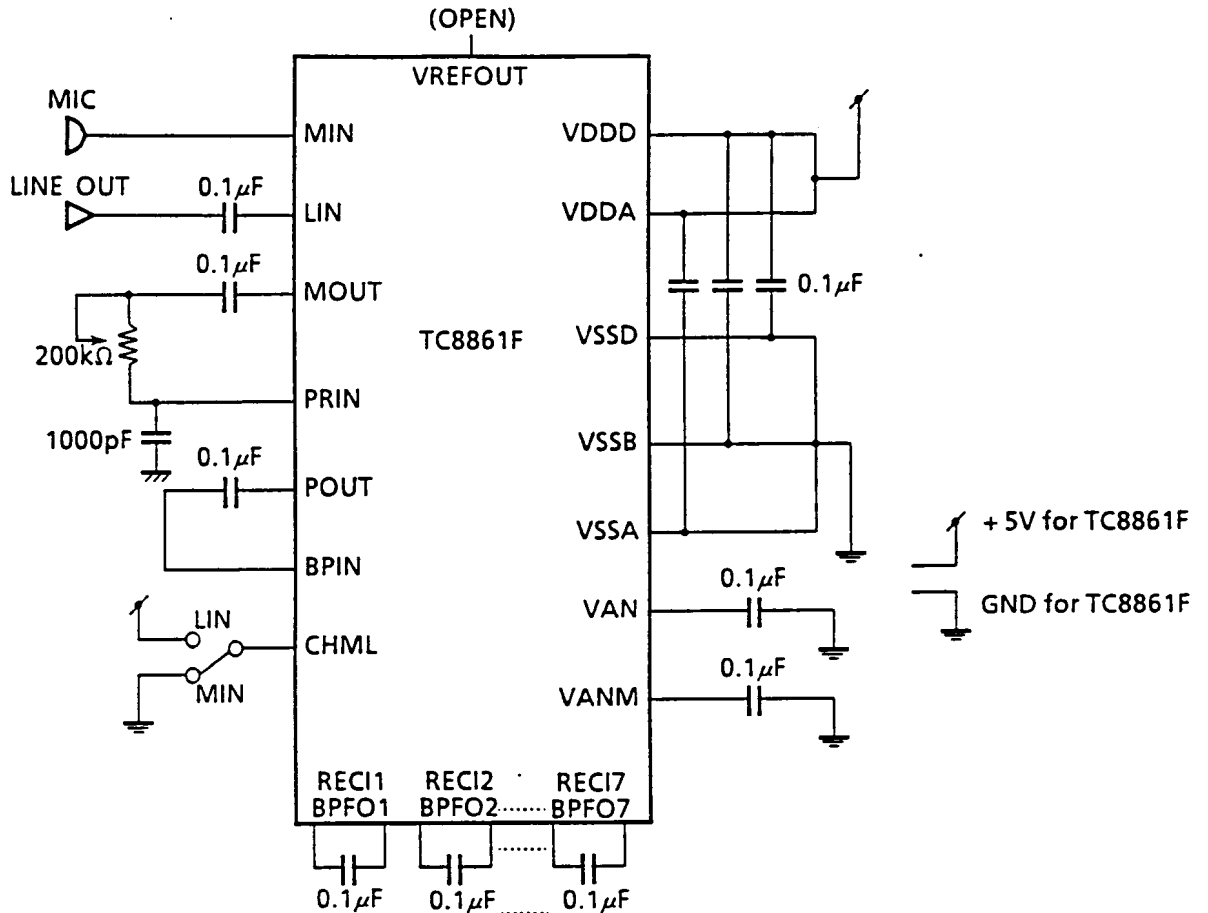 (OPEN)
VREFOUT
MIC
MIN
VDDD
LINE OUT
0.1μF
LIN
VDDA
0.1μF
MOUT
0.1μF
200kΩ
TC8861F
VSSD
PRIN
1000pF
VSSB
0.1μF
POUT
VSSA
+ 5V for TC8861F
BPIN
0.1μF
VAN
GND for TC8861F
LIN
CHML
MIN
0.1μF
VANM
RECI1 RECI2 RECI7
BPFO1 BPFO2 ........ BPFO7
........
0.1μF 0.1μF ........ 0.1μF